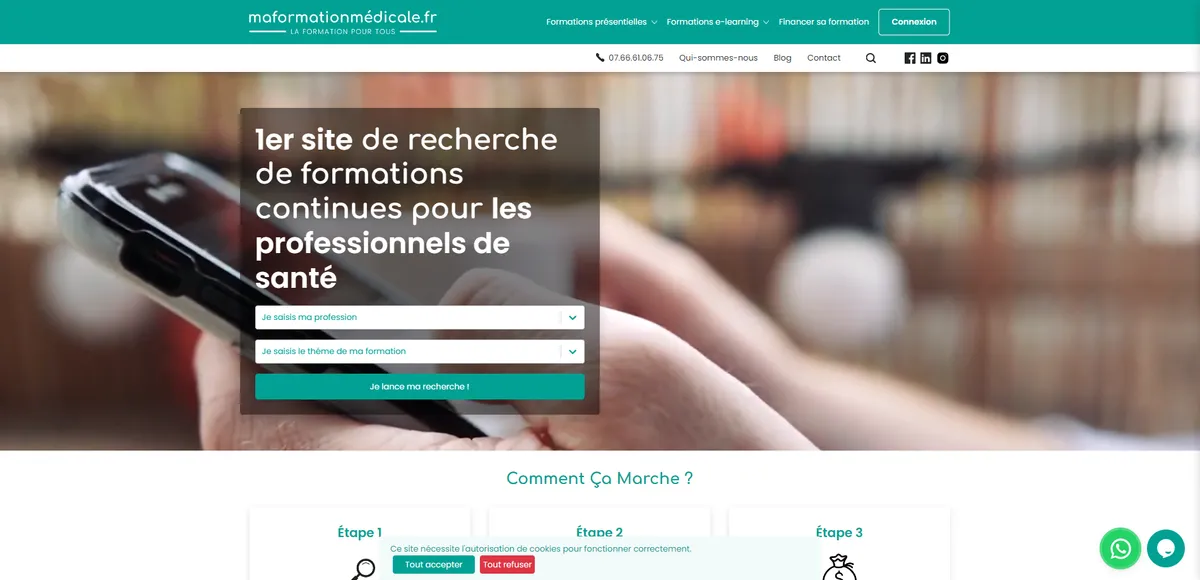 maformationmédicale.fr
LA FORMATION POUR TOUS
Formations présentielles
Formations e-learning
Financer sa formation
Connexion
07.66.61.06.75
Qui-sommes-nous
Blog
Contact
1er site de recherche
de formations
continues pour les
professionnels de
santé
Je saisis ma profession
Je saisis le thème de ma formation
Je lance ma recherche !
Comment Ça Marche ?
Étape 1
Étape 2
Étape 3
Ce site nécessite l'autorisation de cookies pour fonctionner correctement.
Tout accepter
Tout refuser